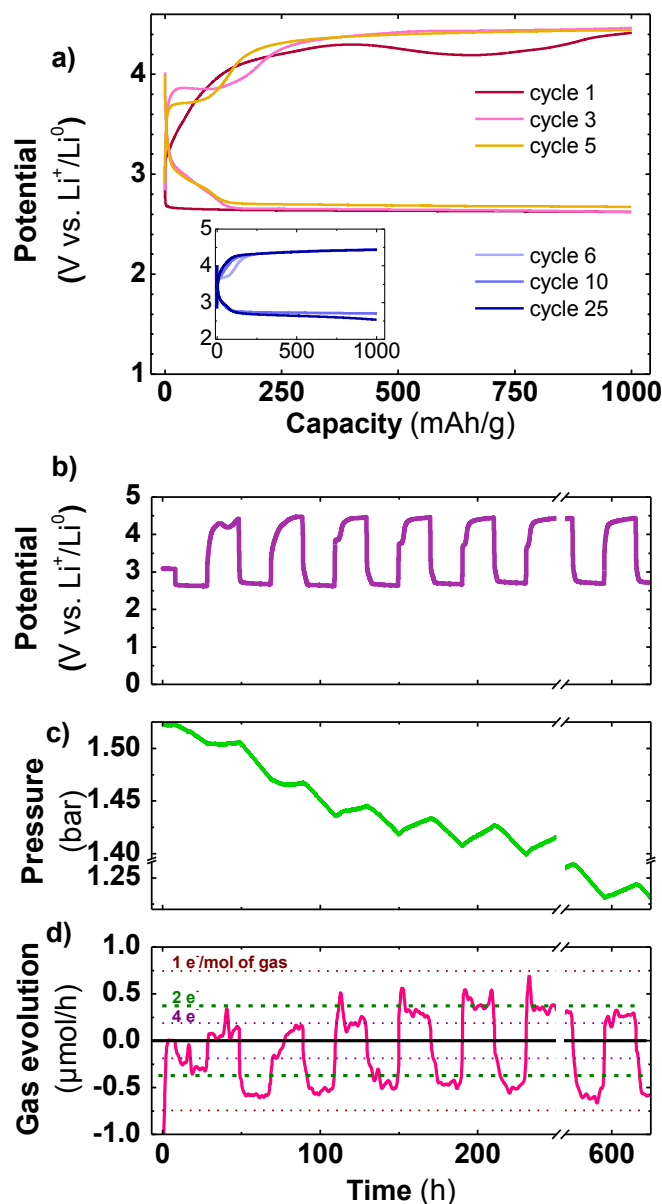 a)
Potential
(V vs. Li⁺/Li⁰)
4
3
2
1
cycle 1
cycle 3
cycle 5
cycle 6
cycle 10
cycle 25
5
4
3
2
0 500 1000
0 250 500 750 1000
Capacity (mAh/g)
b)
Potential
(V vs. Li⁺/Li⁰)
5
4
3
2
1
0
c)
Pressure
(bar)
1.50
1.45
1.40
1.25
d)
Gas evolution
(µmol/h)
1.0
0.5
0.0
-0.5
-1.0
1 e⁻/mol of gas
2 e⁻
4 e⁻
0 100 200 600
Time (h)